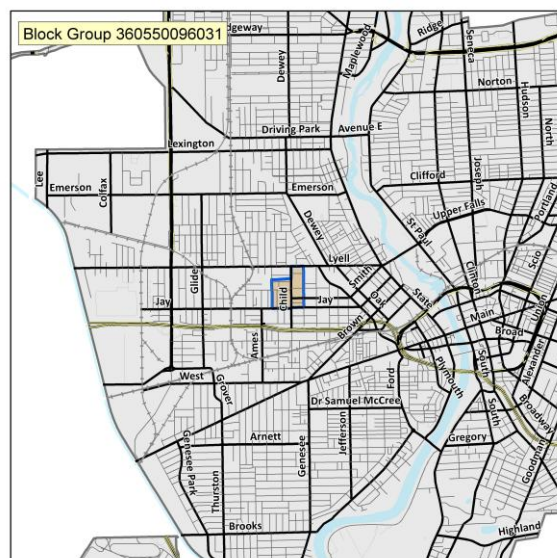 Block Group 360550096031
dgeway
Ridge
Seneca
Maplewood
Dewey
Norton
Hudson
North
Driving Park
Avenue E
Lexington
Lee
Emerson
Colfax
Emerson
Clifford
Joseph
Portland
Upper Falls
Dewey
St Paul
Scio
Lyell
Smith
Clinton
Glide
Child
Jay
Jay
Oak
State
Union
Main
Broad
Ames
Brown
Alexander
West
Grover
Ford
Plymouth
South
Broadway
Dr Samuel McCree
South
Arnett
Jefferson
Gregory
Goodman
Genesee Park
Thurston
Genesee
Brooks
Highland